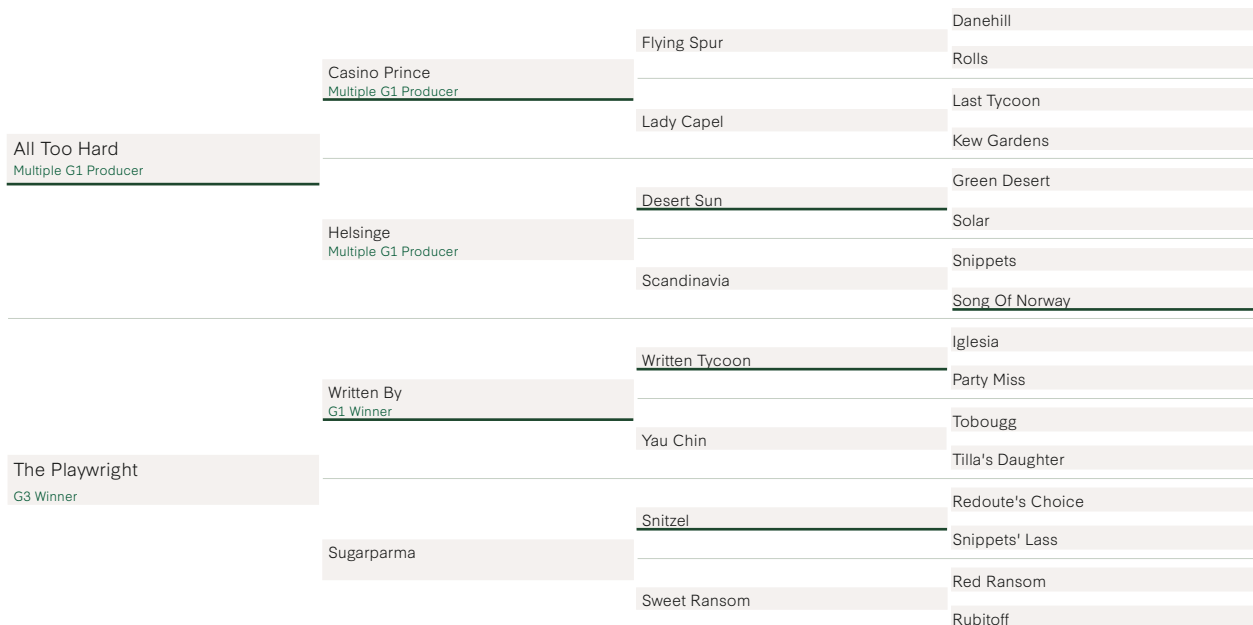 Danehill
Flying Spur
Rolls
Casino Prince
Multiple G1 Producer
Last Tycoon
Lady Capel
Kew Gardens
All Too Hard
Multiple G1 Producer
Green Desert
Desert Sun
Solar
Helsinge
Multiple G1 Producer
Snippets
Scandinavia
Song Of Norway
Iglesia
Written Tycoon
Party Miss
Written By
G1 Winner
Tobougg
Yau Chin
Tilla's Daughter
The Playwright
G3 Winner
Redoute's Choice
Snitzel
Snippets' Lass
Sugarparma
Red Ransom
Sweet Ransom
Rubitoff